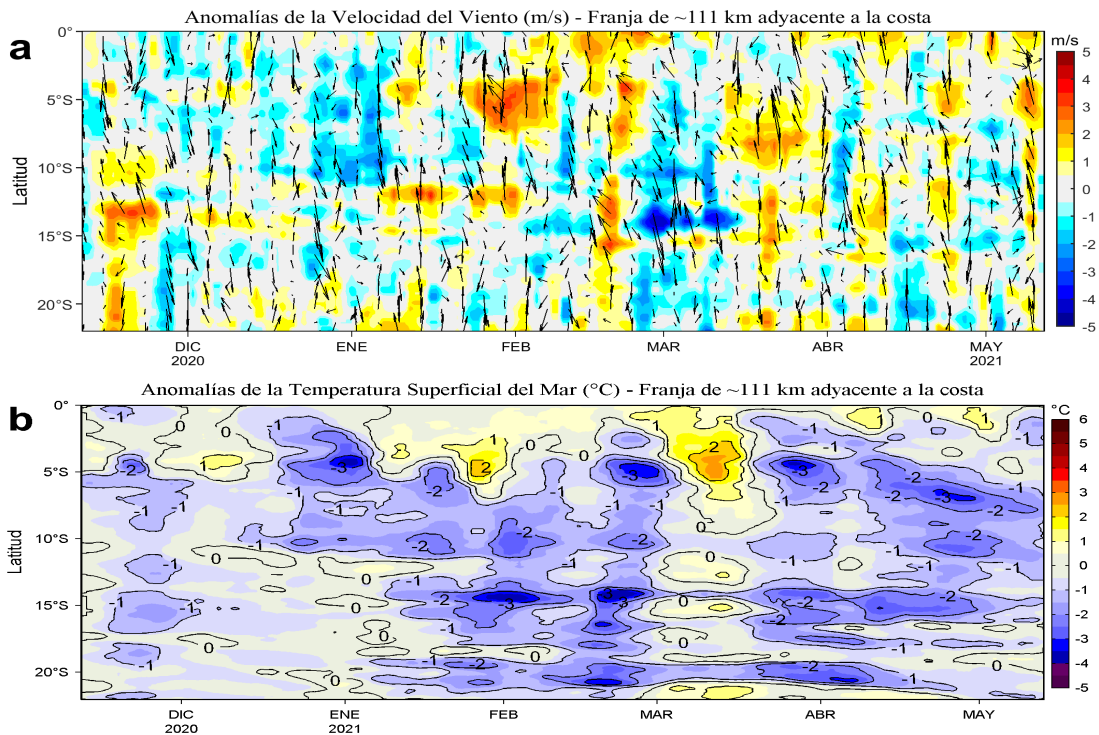 Anomalías de la Velocidad del Viento (m/s) - Franja de ~111 km adyacente a la costa
a
m/s
0°
5°S
10°S
15°S
20°S
Latitud
5
4
3
2
1
0
-1
-2
-3
-4
-5
DIC
2020
ENE
FEB
MAR
ABR
MAY
2021
Anomalías de la Temperatura Superficial del Mar (°C) - Franja de ~111 km adyacente a la costa
b
°C
0°
5°S
10°S
15°S
20°S
Latitud
6
5
4
3
2
1
0
-1
-2
-3
-4
-5
DIC
2020
ENE
2021
FEB
MAR
ABR
MAY